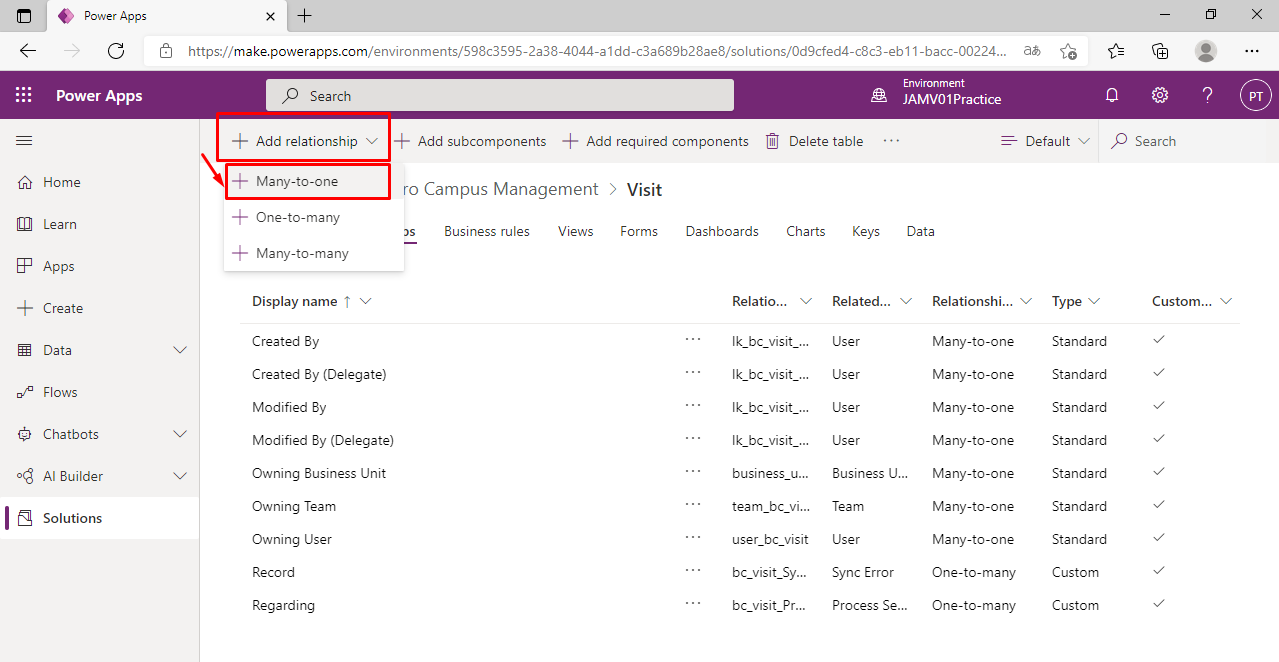 Power Apps
https://make.powerapps.com/environments/598c3595-2a38-4044-a1dd-c3a689b28ae8/solutions/0d9cfed4-c8c3-eb11-bacc-00224...
aあ
Power Apps
Search
Environment
JAMV01Practice
?
PT
Add relationship
Add subcomponents
Add required components
Delete table
...
Default
Search
Many-to-one
One-to-many
Many-to-many
ro Campus Management > Visit
ps
Business rules
Views
Forms
Dashboards
Charts
Keys
Data
Home
Learn
Apps
Create
Data
Flows
Chatbots
AI Builder
Solutions
Display name ↑ Relatio... Related... Relationshi... Type Custom...
Created By ... lk_bc_visit_... User Many-to-one Standard
Created By (Delegate) ... lk_bc_visit_... User Many-to-one Standard
Modified By ... lk_bc_visit_... User Many-to-one Standard
Modified By (Delegate) ... lk_bc_visit_... User Many-to-one Standard
Owning Business Unit ... business_u... Business U... Many-to-one Standard
Owning Team ... team_bc_vi... Team Many-to-one Standard
Owning User ... user_bc_visit User Many-to-one Standard
Record ... bc_visit_Sy... Sync Error One-to-many Custom
Regarding ... bc_visit_Pr... Process Se... One-to-many Custom